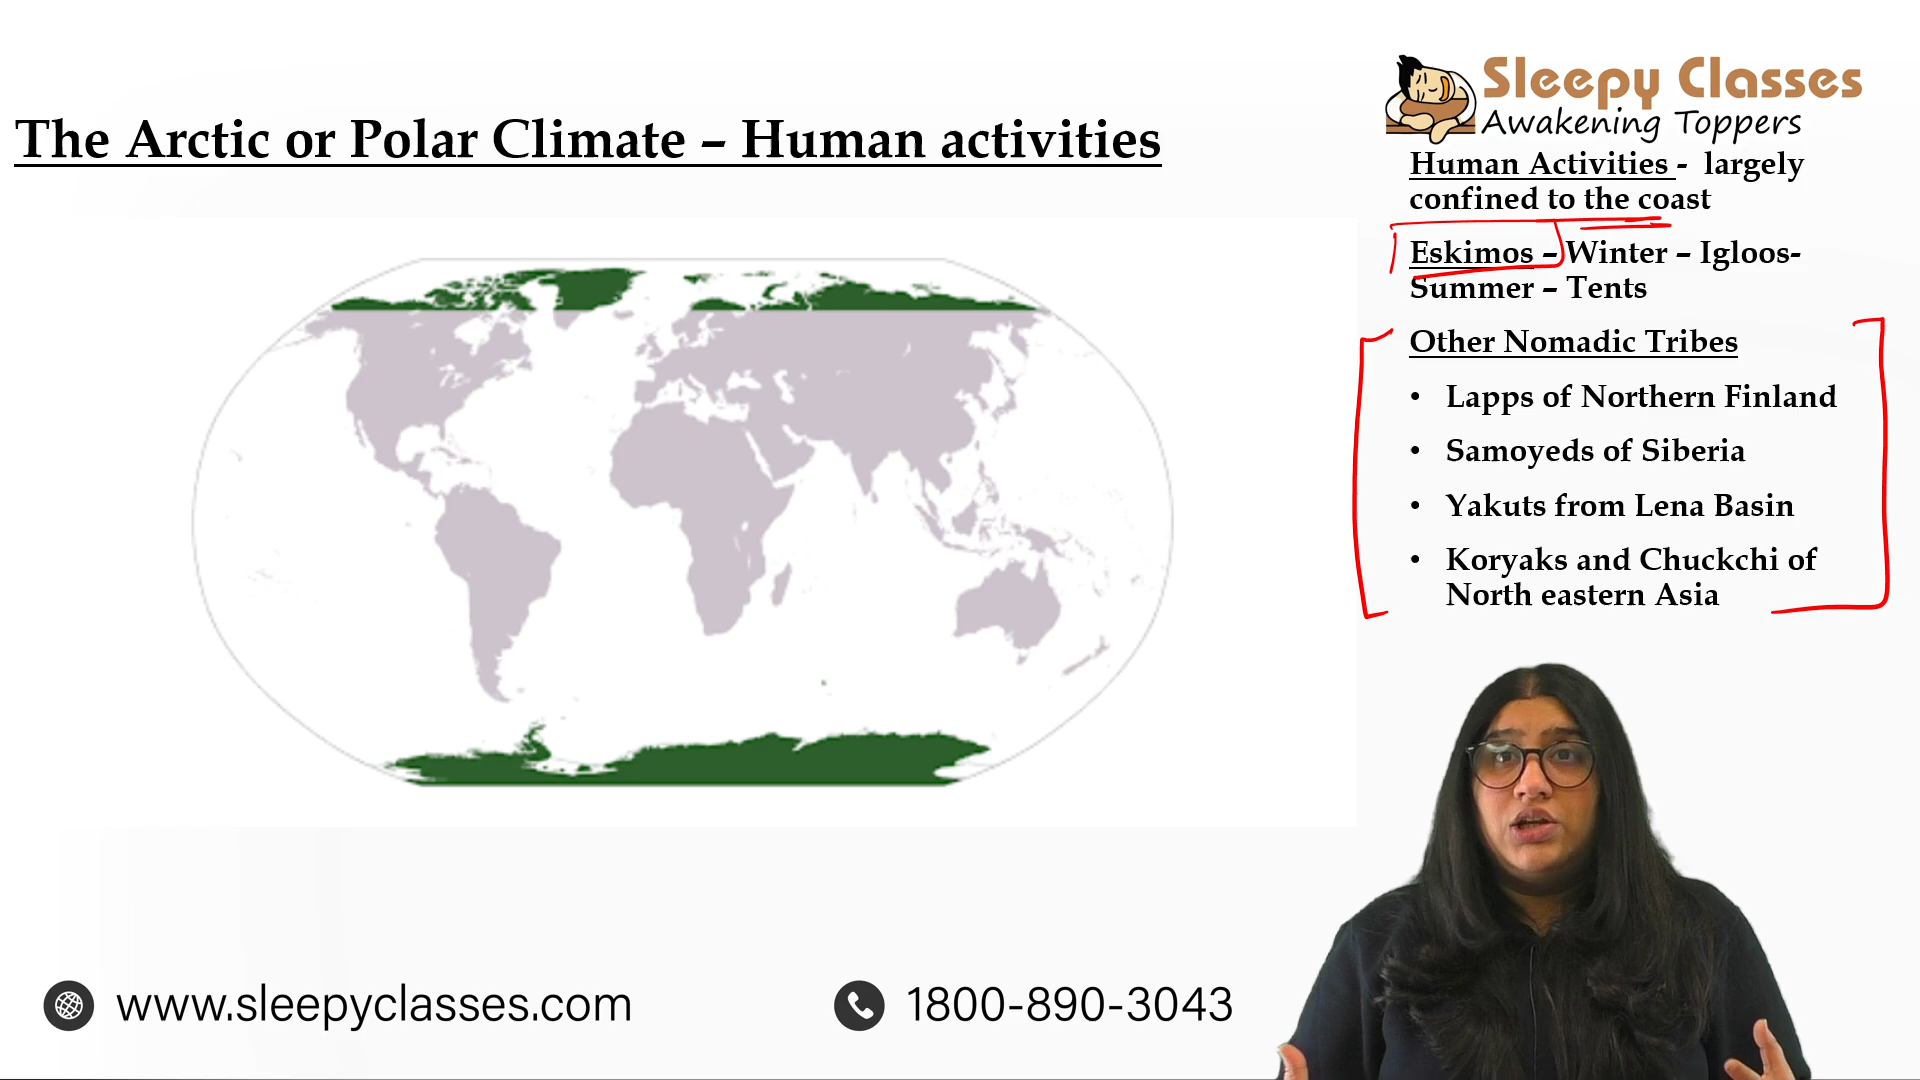 Sleepy Classes
Awakening Toppers
The Arctic or Polar Climate – Human activities
Human Activities - largely
confined to the coast
Eskimos – Winter – Igloos-
Summer – Tents
Other Nomadic Tribes
• Lapps of Northern Finland
• Samoyeds of Siberia
• Yakuts from Lena Basin
• Koryaks and Chuckchi of
North eastern Asia
www.sleepyclasses.com
1800-890-3043